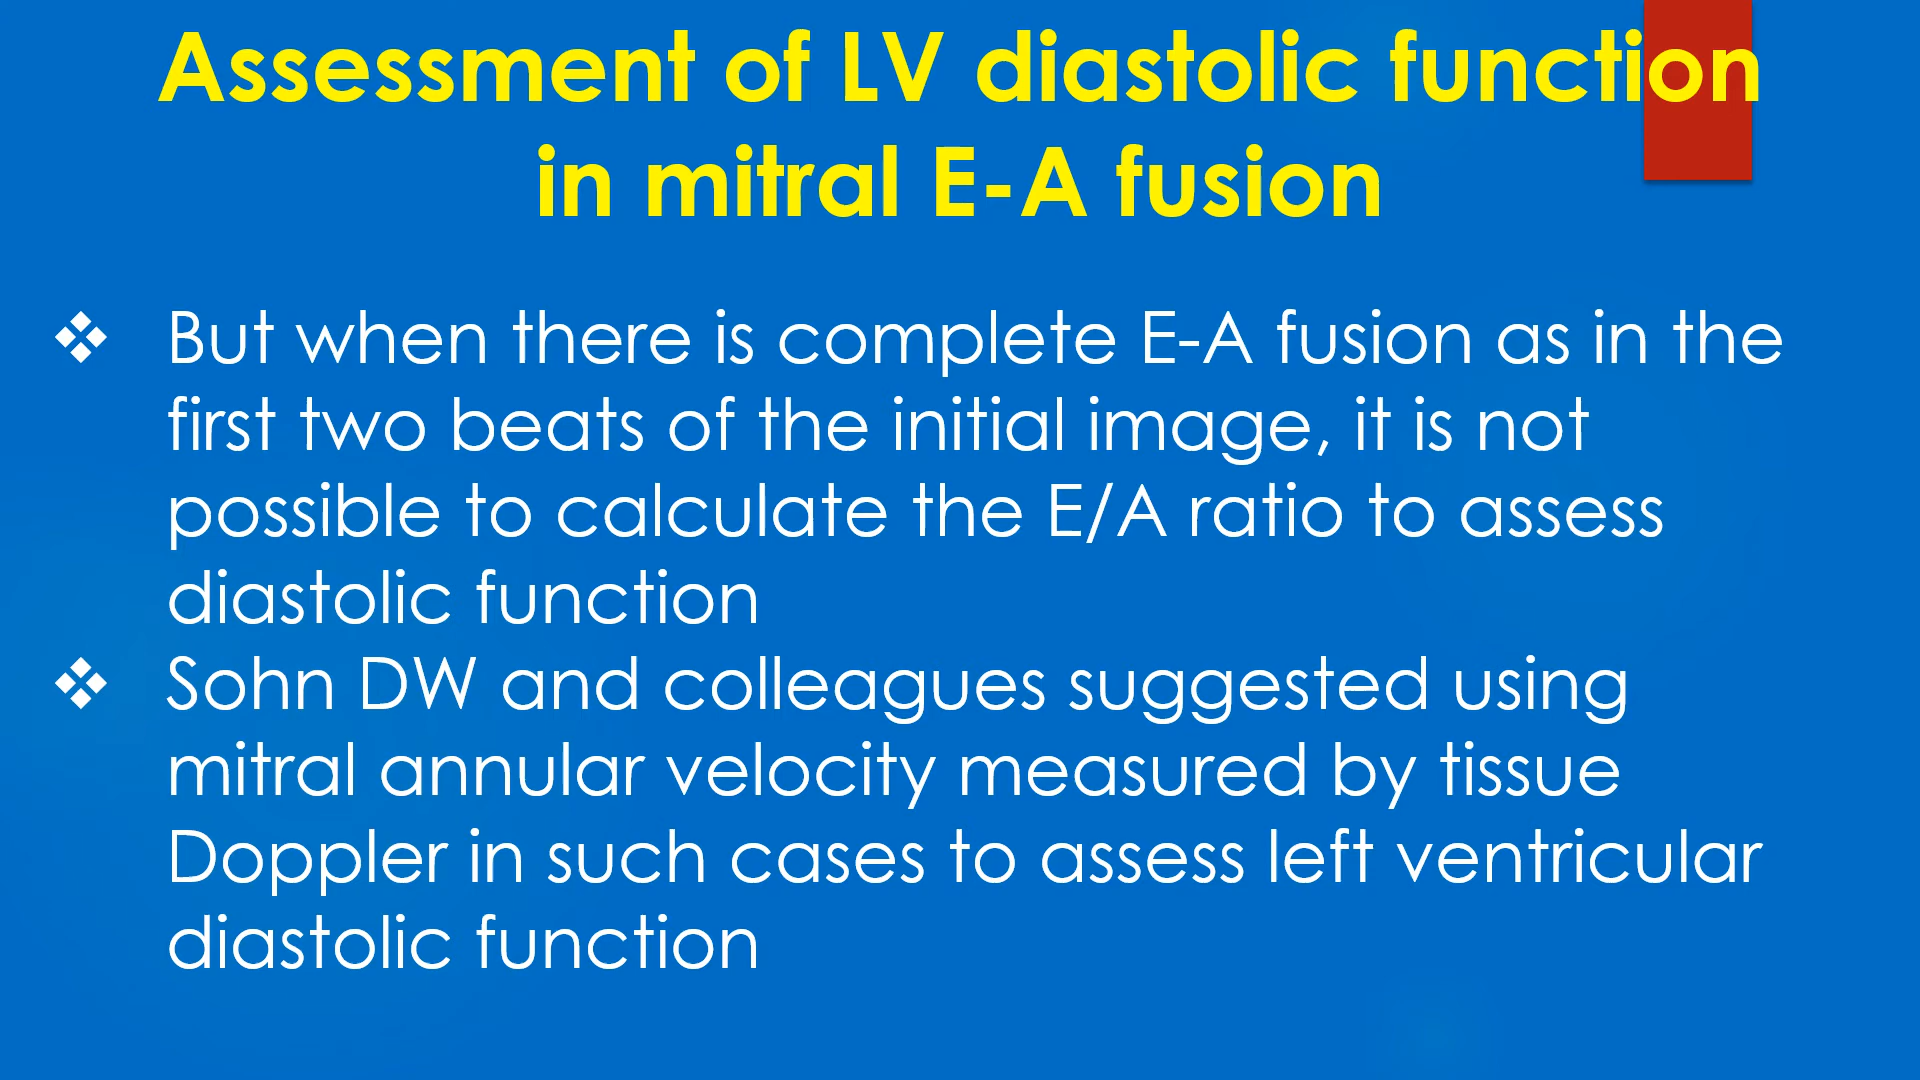 Assessment of LV diastolic function
in mitral E-A fusion
❖ But when there is complete E-A fusion as in the
first two beats of the initial image, it is not
possible to calculate the E/A ratio to assess
diastolic function
❖ Sohn DW and colleagues suggested using
mitral annular velocity measured by tissue
Doppler in such cases to assess left ventricular
diastolic function